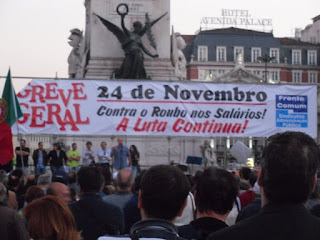 HOTEL
AVENIDA PALACE
GREVE
GERAL
24 de Novembro
Contra o Roubo nos Salários!
A Luta Continua!
Frente
Comum